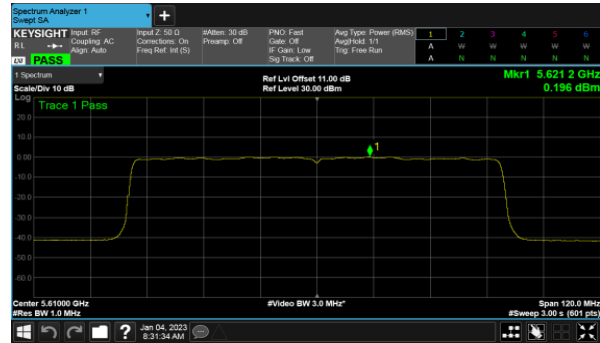 Spectrum Analyzer 1
Swept SA
+
KEYSIGHT Input: RF Input Z: 50 Ω #Atten: 30 dB PNO: Fast Avg Type: Power (RMS) 1 2 3 4 5 6
R L Coupling: AC Corrections: On Preamp: Off Gate: Off Avg|Hold: 1/1 A W W W W W
Align: Auto Freq Ref: Int (S) IF Gain: Low Trig: Free Run
LXI PASS Sig Track: Off A N N N N N
1 Spectrum Ref Lvl Offset 11.00 dB Mkr1 5.621 2 GHz
Scale/Div 10 dB Ref Level 30.00 dBm 0.196 dBm
Log Trace 1 Pass
20.0
10.0
0.00
1
-10.0
-20.0
-30.0
-40.0
-50.0
-60.0
Center 5.61000 GHz #Video BW 3.0 MHz* Span 120.0 MHz
#Res BW 1.0 MHz #Sweep 3.00 s (601 pts)
? Jan 04, 2023
8:31:34 AM